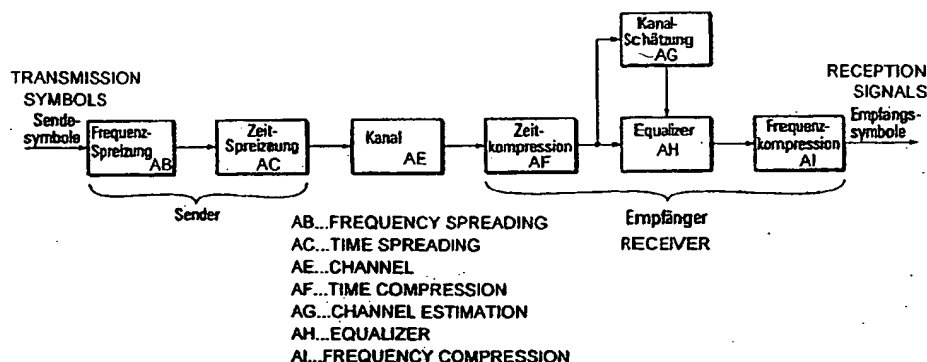 Kanal-
Schätzung
AG
TRANSMISSION
SYMBOLS
Sende-
symbole
Frequenz-
Spreizung
AB
Zeit-
Spreizung
AC
Kanal
AE
Zeit-
kompression
AF
Equalizer
AH
Frequenz-
kompression
AI
RECEPTION
SIGNALS
Empfangs-
symbole
Sender
Empfänger
RECEIVER
AB...FREQUENCY SPREADING
AC...TIME SPREADING
AE...CHANNEL
AF...TIME COMPRESSION
AG...CHANNEL ESTIMATION
AH...EQUALIZER
AI...FREQUENCY COMPRESSION